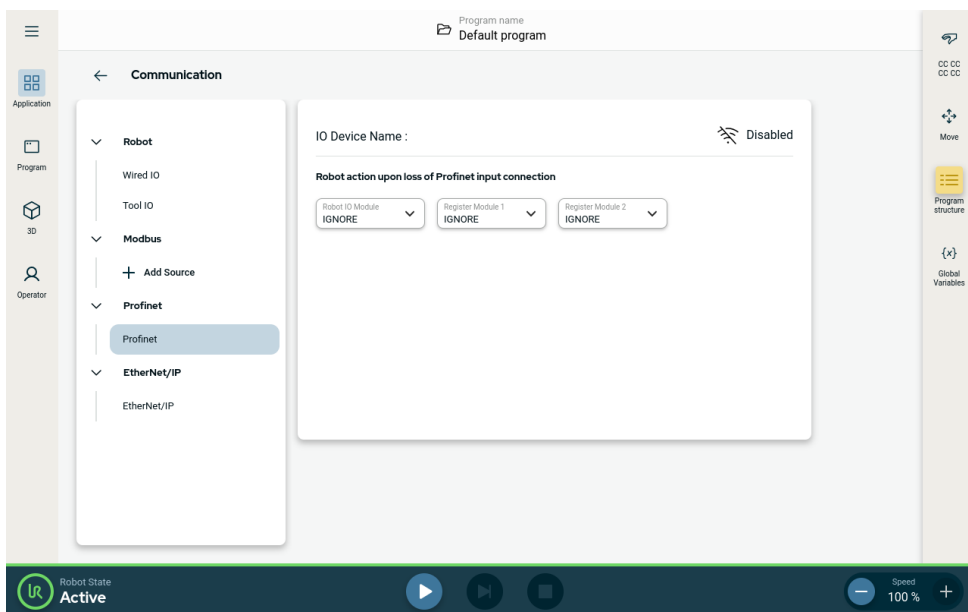 Program name
Default program
Application
Program
3D
Operator
Communication
Robot
Wired IO
Tool IO
Modbus
Add Source
Profinet
Profinet
EtherNet/IP
EtherNet/IP
IO Device Name :
Disabled
Robot action upon loss of Profinet input connection
Robot IO Module
IGNORE
Register Module 1
IGNORE
Register Module 2
IGNORE
CC CC
CC CC
Move
Program
structure
{x}
Global
Variables
UR
Robot State
Active
Speed
100 %